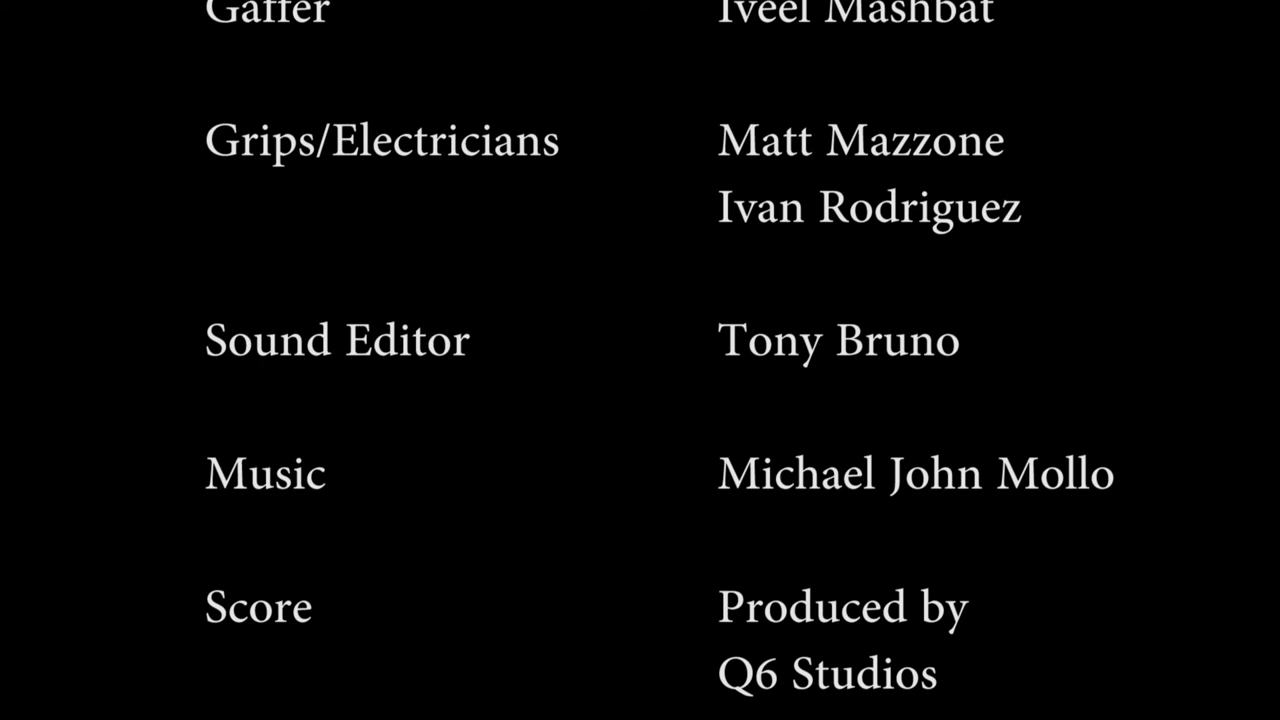 Gaffer Iveel Mashbat
Grips/Electricians Matt Mazzone
Ivan Rodriguez
Sound Editor Tony Bruno
Music Michael John Mollo
Score Produced by
Q6 Studios